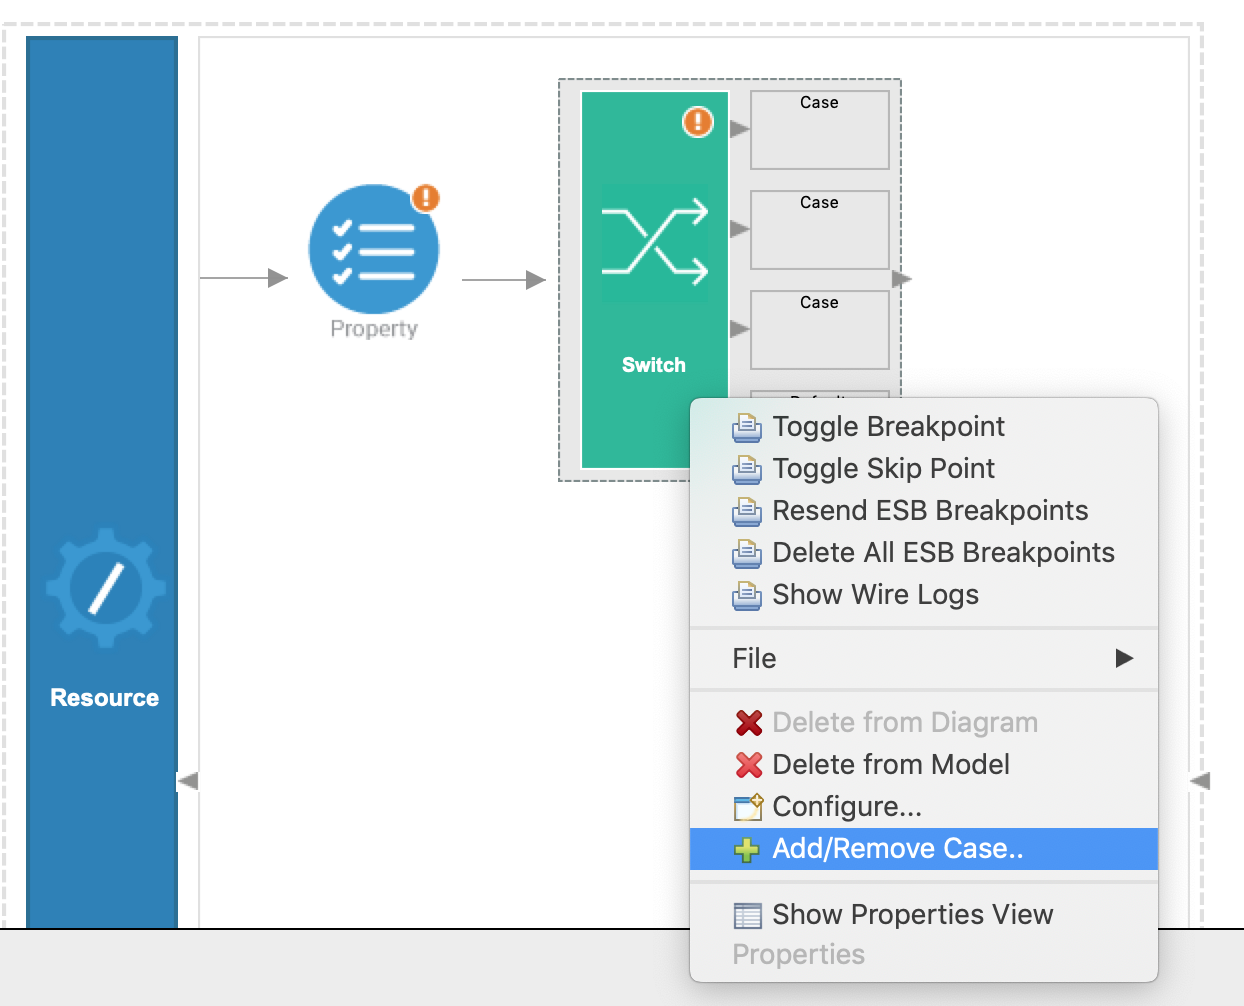 Case
Case
Property
Case
Switch
Toggle Breakpoint
Toggle Skip Point
Resend ESB Breakpoints
Delete All ESB Breakpoints
Show Wire Logs
File
Resource
Delete from Diagram
Delete from Model
Configure...
Add/Remove Case..
Show Properties View
Properties